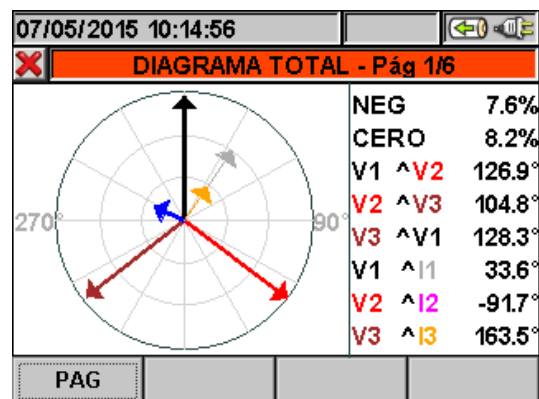 07/05/2015 10:14:56
DIAGRAMA TOTAL - Pág 1/6
NEG 7.6%
CERO 8.2%
V1 ^V2 126.9°
V2 ^V3 104.8°
V3 ^V1 128.3°
V1 ^I1 33.6°
V2 ^I2 -91.7°
V3 ^I3 163.5°
270°
90°
PAG